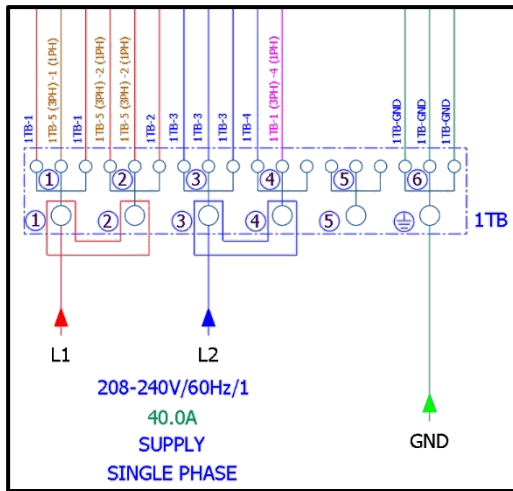 1TB-1
1TB-5 (3PH) -1 (1PH)
1TB-1
1TB-5 (3PH) -2 (1PH)
1TB-5 (3PH) -2 (1PH)
1TB-2
1TB-3
1TB-3
1TB-3
1TB-4
1TB-1 (3PH) -4 (1PH)
1TB-GND
1TB-GND
1TB-GND
1 2 3 4 5 6
1 2 3 4 5
1TB
L1 L2
208-240V/60Hz/1
40.0A
SUPPLY
SINGLE PHASE
GND